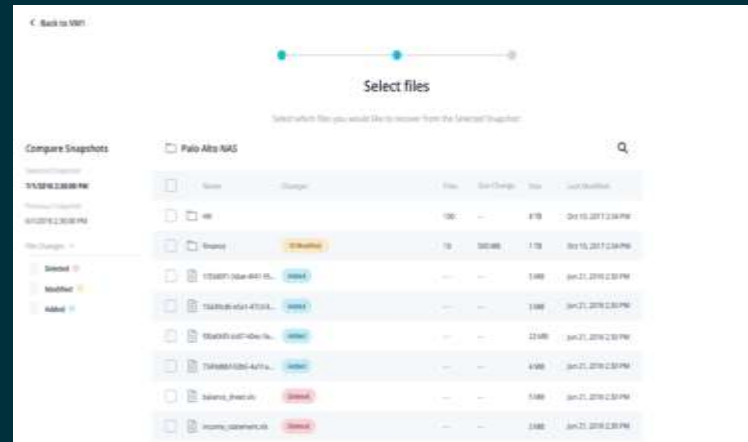 Back to VM1
Select files
Select which files you would like to recover from the Selected Snapshot
Compare Snapshots
Palo Alto NAS
Selected Snapshot
7/1/2018 2:30:00 PM
Name Changes Files Size Change Size Last Modified
Previous Snapshot
6/1/2018 2:30:00 PM
HR 100 -- 8 TB Oct 10, 2017 2:34 PM
File Changes
finance 10 Modified 10 500 MB 1 TB Oct 10, 2017 2:34 PM
Deleted
Modified
Added
Added -- -- 5 MB Jun 21, 2018 2:30 PM
Added -- -- 3 MB Jun 21, 2018 2:30 PM
Added -- -- 23 MB Jun 21, 2018 2:30 PM
Added -- -- 4 MB Jun 21, 2018 2:30 PM
balance_sheet.xls Deleted -- -- 5 MB Jun 21, 2018 2:30 PM
income_statement.xls Deleted -- -- 3 MB Jun 21, 2018 2:30 PM